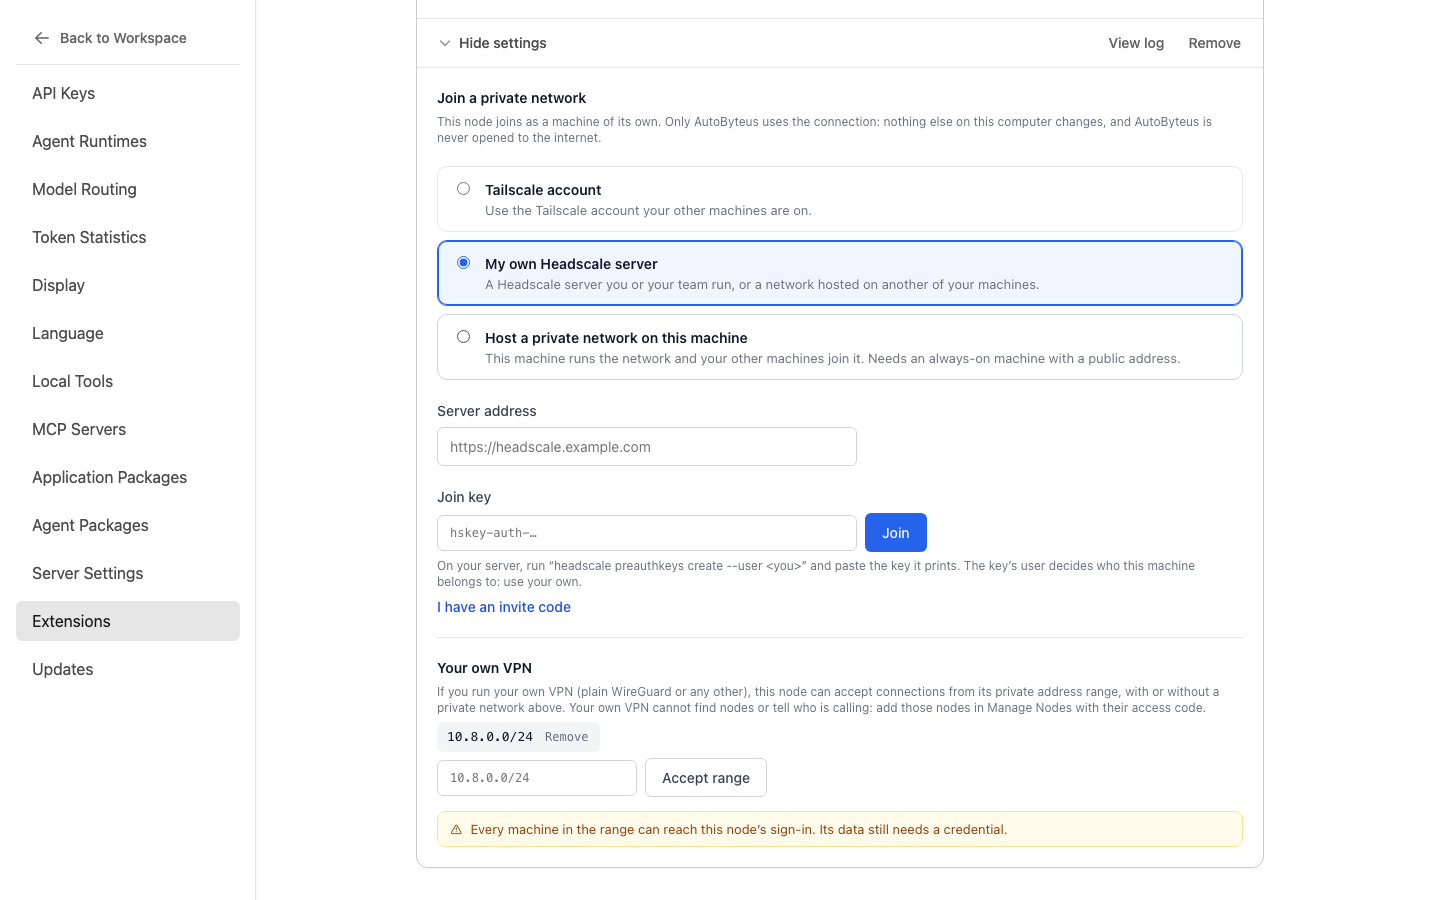 Back to Workspace
API Keys
Agent Runtimes
Model Routing
Token Statistics
Display
Language
Local Tools
MCP Servers
Application Packages
Agent Packages
Server Settings
Extensions
Updates
Hide settings
View log
Remove
Join a private network
This node joins as a machine of its own. Only AutoByteus uses the connection: nothing else on this computer changes, and AutoByteus is
never opened to the internet.
Tailscale account
Use the Tailscale account your other machines are on.
My own Headscale server
A Headscale server you or your team run, or a network hosted on another of your machines.
Host a private network on this machine
This machine runs the network and your other machines join it. Needs an always-on machine with a public address.
Server address
https://headscale.example.com
Join key
hskey-auth-…
Join
On your server, run “headscale preauthkeys create --user <you>” and paste the key it prints. The key’s user decides who this machine
belongs to: use your own.
I have an invite code
Your own VPN
If you run your own VPN (plain WireGuard or any other), this node can accept connections from its private address range, with or without a
private network above. Your own VPN cannot find nodes or tell who is calling: add those nodes in Manage Nodes with their access code.
10.8.0.0/24 Remove
10.8.0.0/24
Accept range
Every machine in the range can reach this node’s sign-in. Its data still needs a credential.